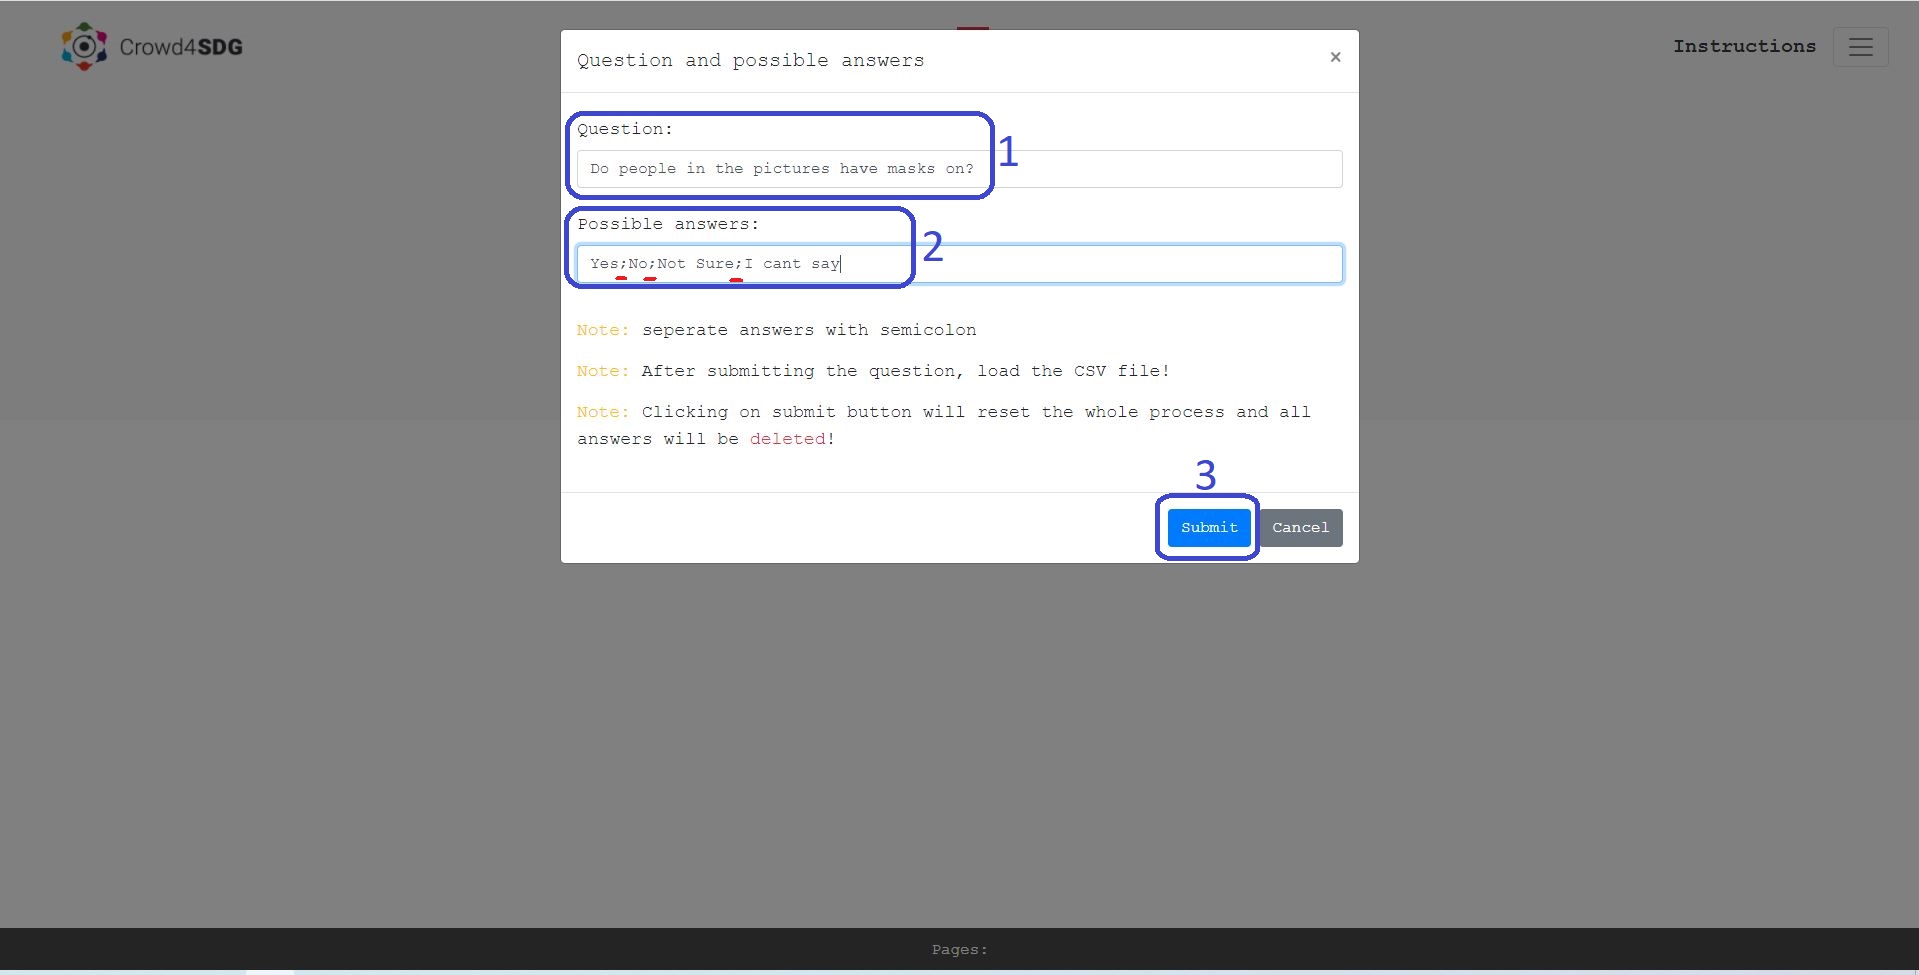 Crowd4SDG
Instructions
Question and possible answers
×
Question:
1
Do people in the pictures have masks on?
Possible answers:
2
Yes;No;Not Sure;I cant say
Note: seperate answers with semicolon
Note: After submitting the question, load the CSV file!
Note: Clicking on submit button will reset the whole process and all
answers will be deleted!
3
Submit Cancel
Pages: